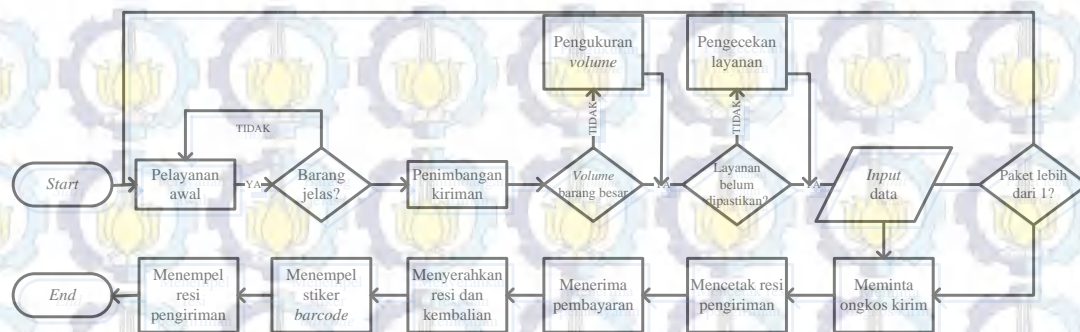 Pengukuran
volume
Pengecekan
layanan
TIDAK
TIDAK
TIDAK
Start
Pelayanan
awal
YA
Barang
jelas?
Penimbangan
kiriman
Volume
barang besar
YA
Layanan
belum
dipastikan?
YA
Input
data
Paket lebih
dari 1?
End
Menempel
resi
pengiriman
Menempel
stiker
barcode
Menyerahkan
resi dan
kembalian
Menerima
pembayaran
Mencetak resi
pengiriman
Meminta
ongkos kirim